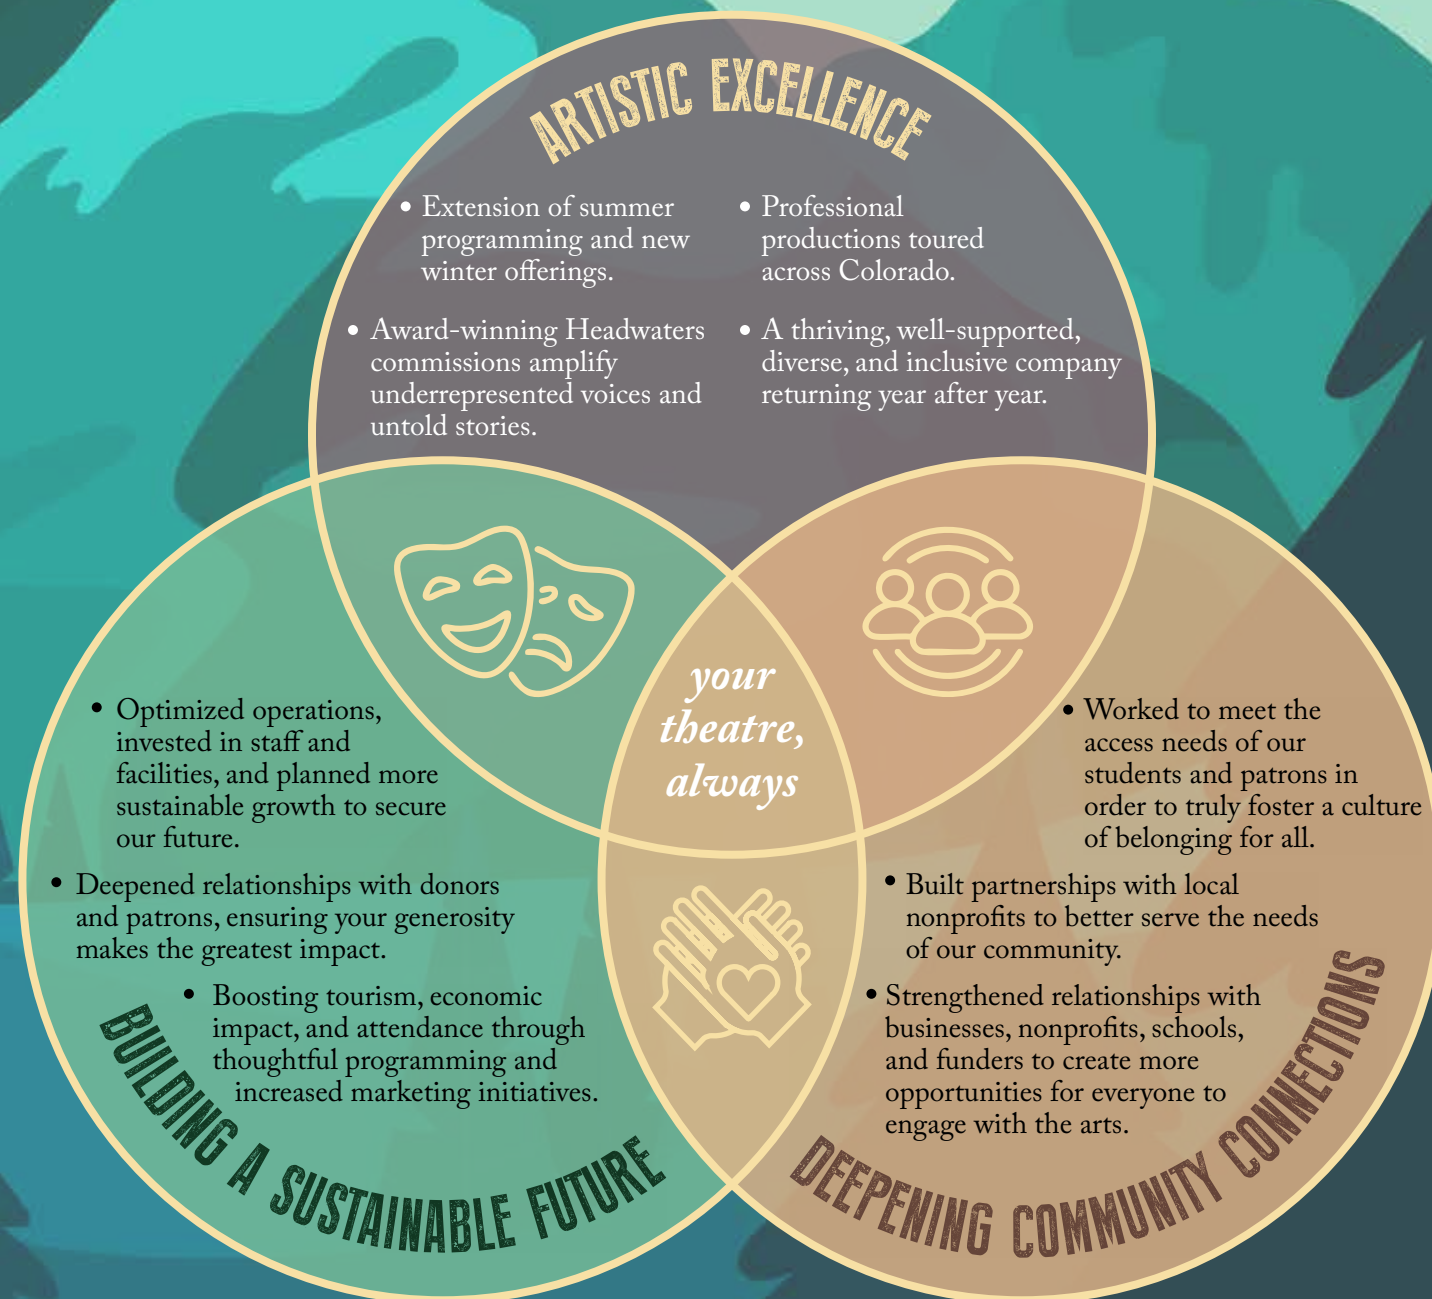 ARTISTIC EXCELLENCE
• Extension of summer
programming and new
winter offerings.
• Award-winning Headwaters
commissions amplify
underrepresented voices and
untold stories.
• Professional
productions toured
across Colorado.
• A thriving, well-supported,
diverse, and inclusive company
returning year after year.
your
theatre,
always
• Optimized operations,
invested in staff and
facilities, and planned more
sustainable growth to secure
our future.
• Deepened relationships with donors
and patrons, ensuring your generosity
makes the greatest impact.
• Boosting tourism, economic
impact, and attendance through
thoughtful programming and
increased marketing initiatives.
BUILDING A SUSTAINABLE FUTURE
• Worked to meet the
access needs of our
students and patrons in
order to truly foster a culture
of belonging for all.
• Built partnerships with local
nonprofits to better serve the needs
of our community.
• Strengthened relationships with
businesses, nonprofits, schools,
and funders to create more
opportunities for everyone to
engage with the arts.
DEEPENING COMMUNITY CONNECTIONS